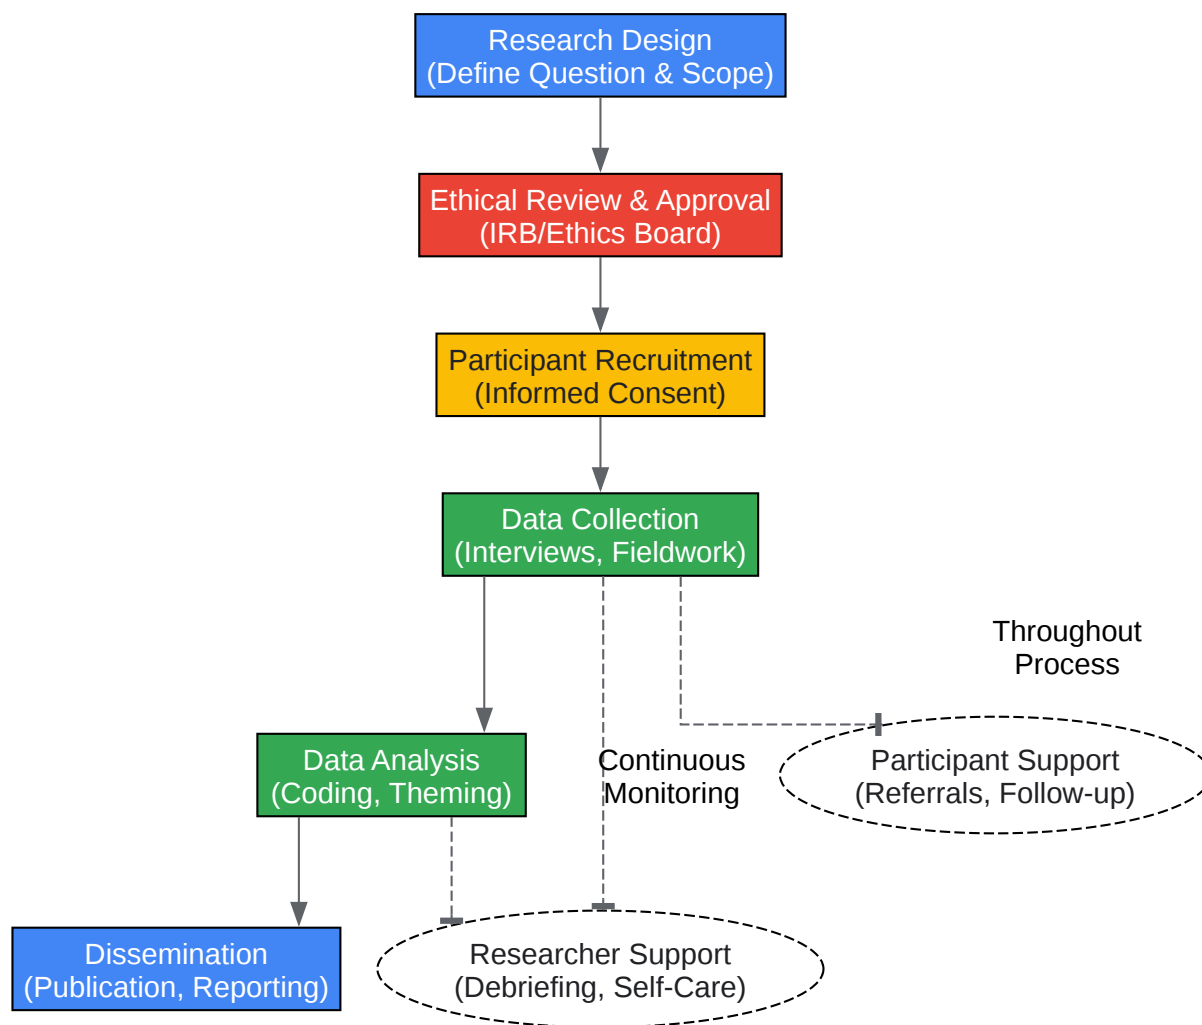 Research Design
(Define Question & Scope)
Ethical Review & Approval
(IRB/Ethics Board)
Participant Recruitment
(Informed Consent)
Data Collection
(Interviews, Fieldwork)
Throughout
Process
Data Analysis
(Coding, Theming)
Continuous
Monitoring
Participant Support
(Referrals, Follow-up)
Dissemination
(Publication, Reporting)
Researcher Support
(Debriefing, Self-Care)